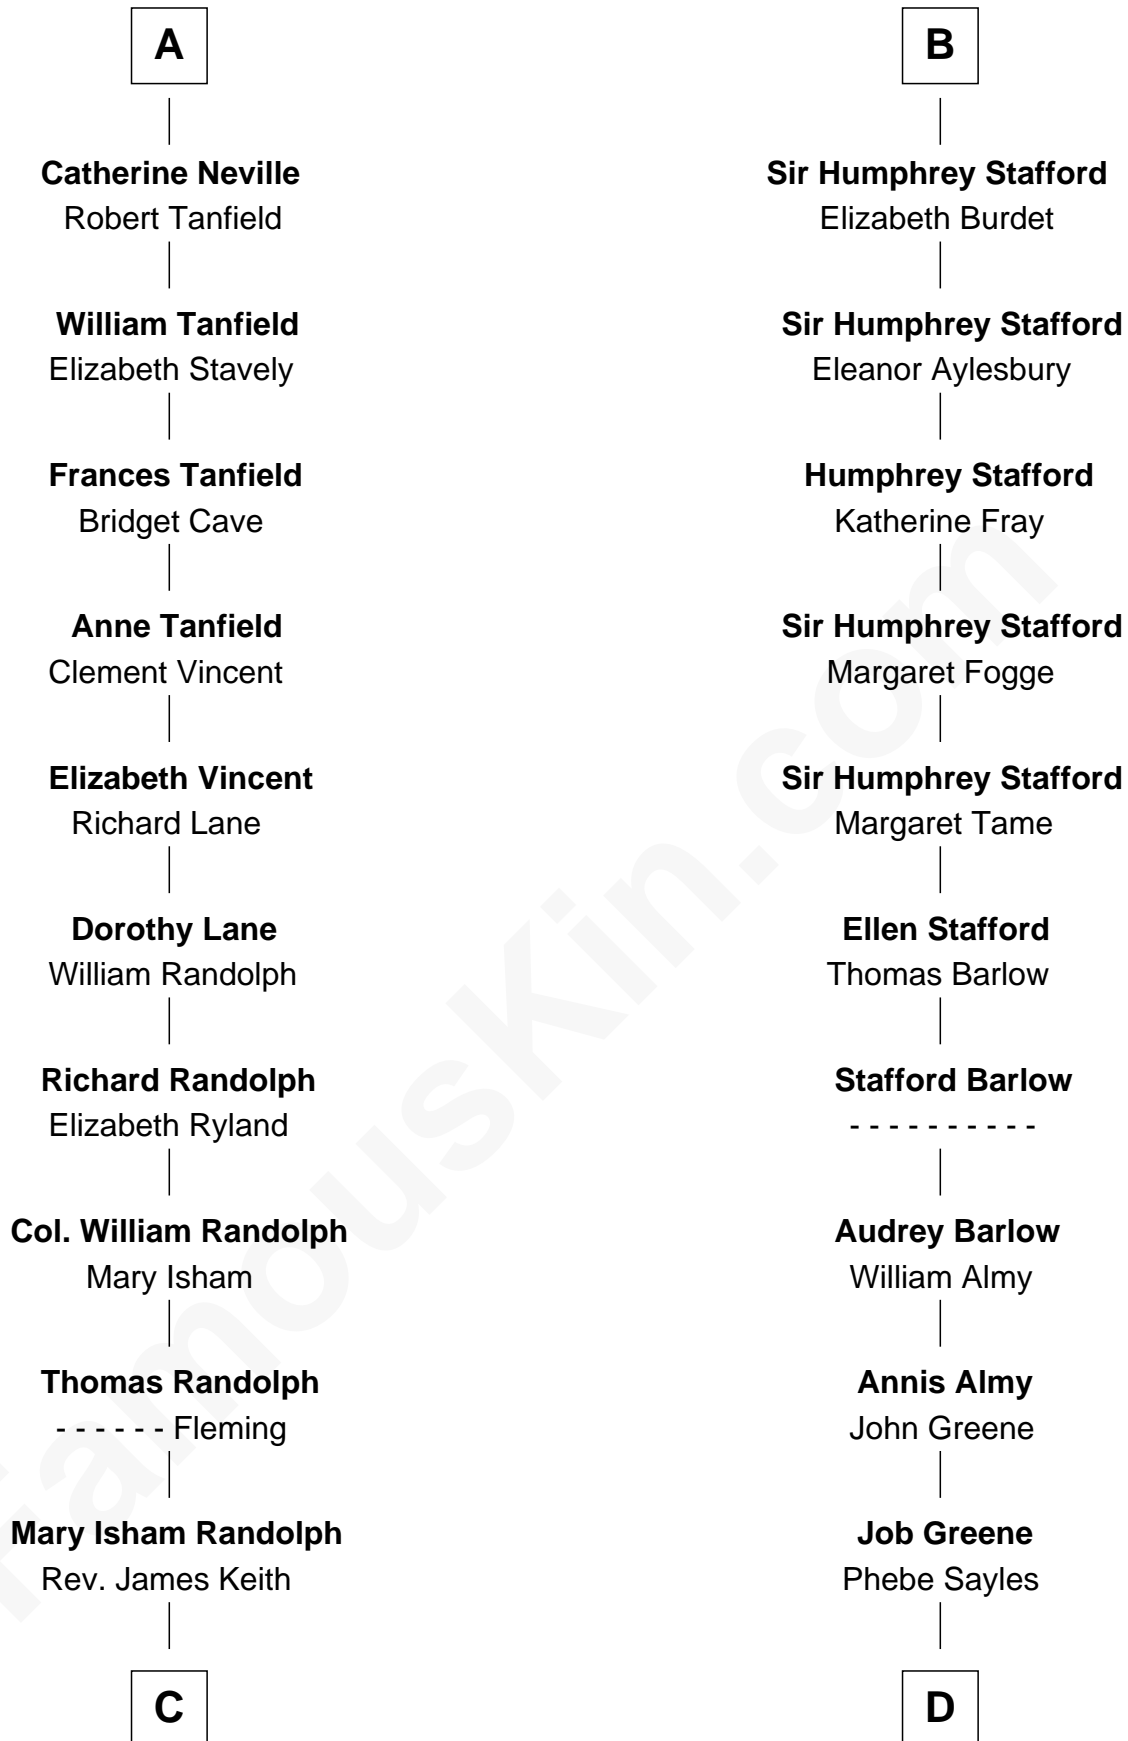 A
Catherine Neville
Robert Tanfield
William Tanfield
Elizabeth Stavely
Frances Tanfield
Bridget Cave
Anne Tanfield
Clement Vincent
Elizabeth Vincent
Richard Lane
Dorothy Lane
William Randolph
Richard Randolph
Elizabeth Ryland
Col. William Randolph
Mary Isham
Thomas Randolph
- - - - - - Fleming
Mary Isham Randolph
Rev. James Keith
C
B
Sir Humphrey Stafford
Elizabeth Burdet
Sir Humphrey Stafford
Eleanor Aylesbury
Humphrey Stafford
Katherine Fray
Sir Humphrey Stafford
Margaret Fogge
Sir Humphrey Stafford
Margaret Tame
Ellen Stafford
Thomas Barlow
Stafford Barlow
- - - - - - - - - -
Audrey Barlow
William Almy
Annis Almy
John Greene
Job Greene
Phebe Sayles
D
FamousKin.com